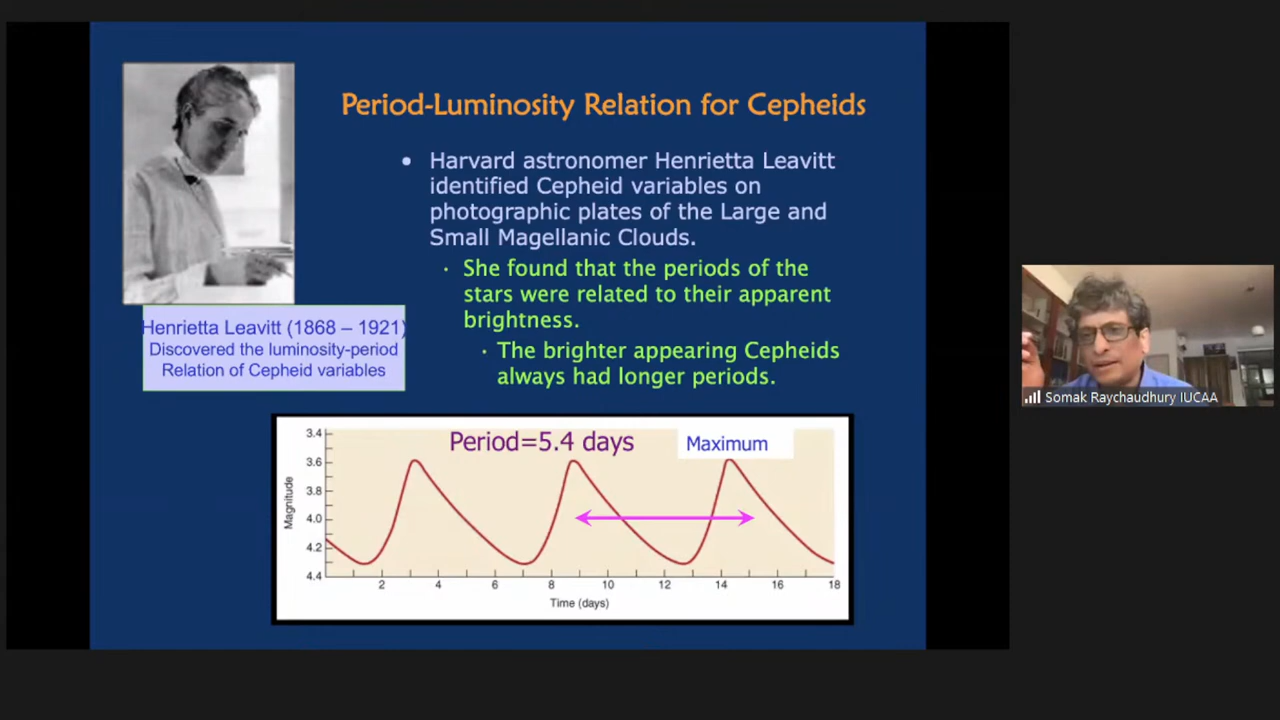 Period-Luminosity Relation for Cepheids
• Harvard astronomer Henrietta Leavitt
identified Cepheid variables on
photographic plates of the Large and
Small Magellanic Clouds.
· She found that the periods of the
stars were related to their apparent
brightness.
· The brighter appearing Cepheids
always had longer periods.
Henrietta Leavitt (1868 – 1921)
Discovered the luminosity-period
Relation of Cepheid variables
Period=5.4 days
Maximum
Magnitude
3.4
3.6
3.8
4.0
4.2
4.4
2 4 6 8 10 12 14 16 18
Time (days)
Somak Raychaudhury IUCAA